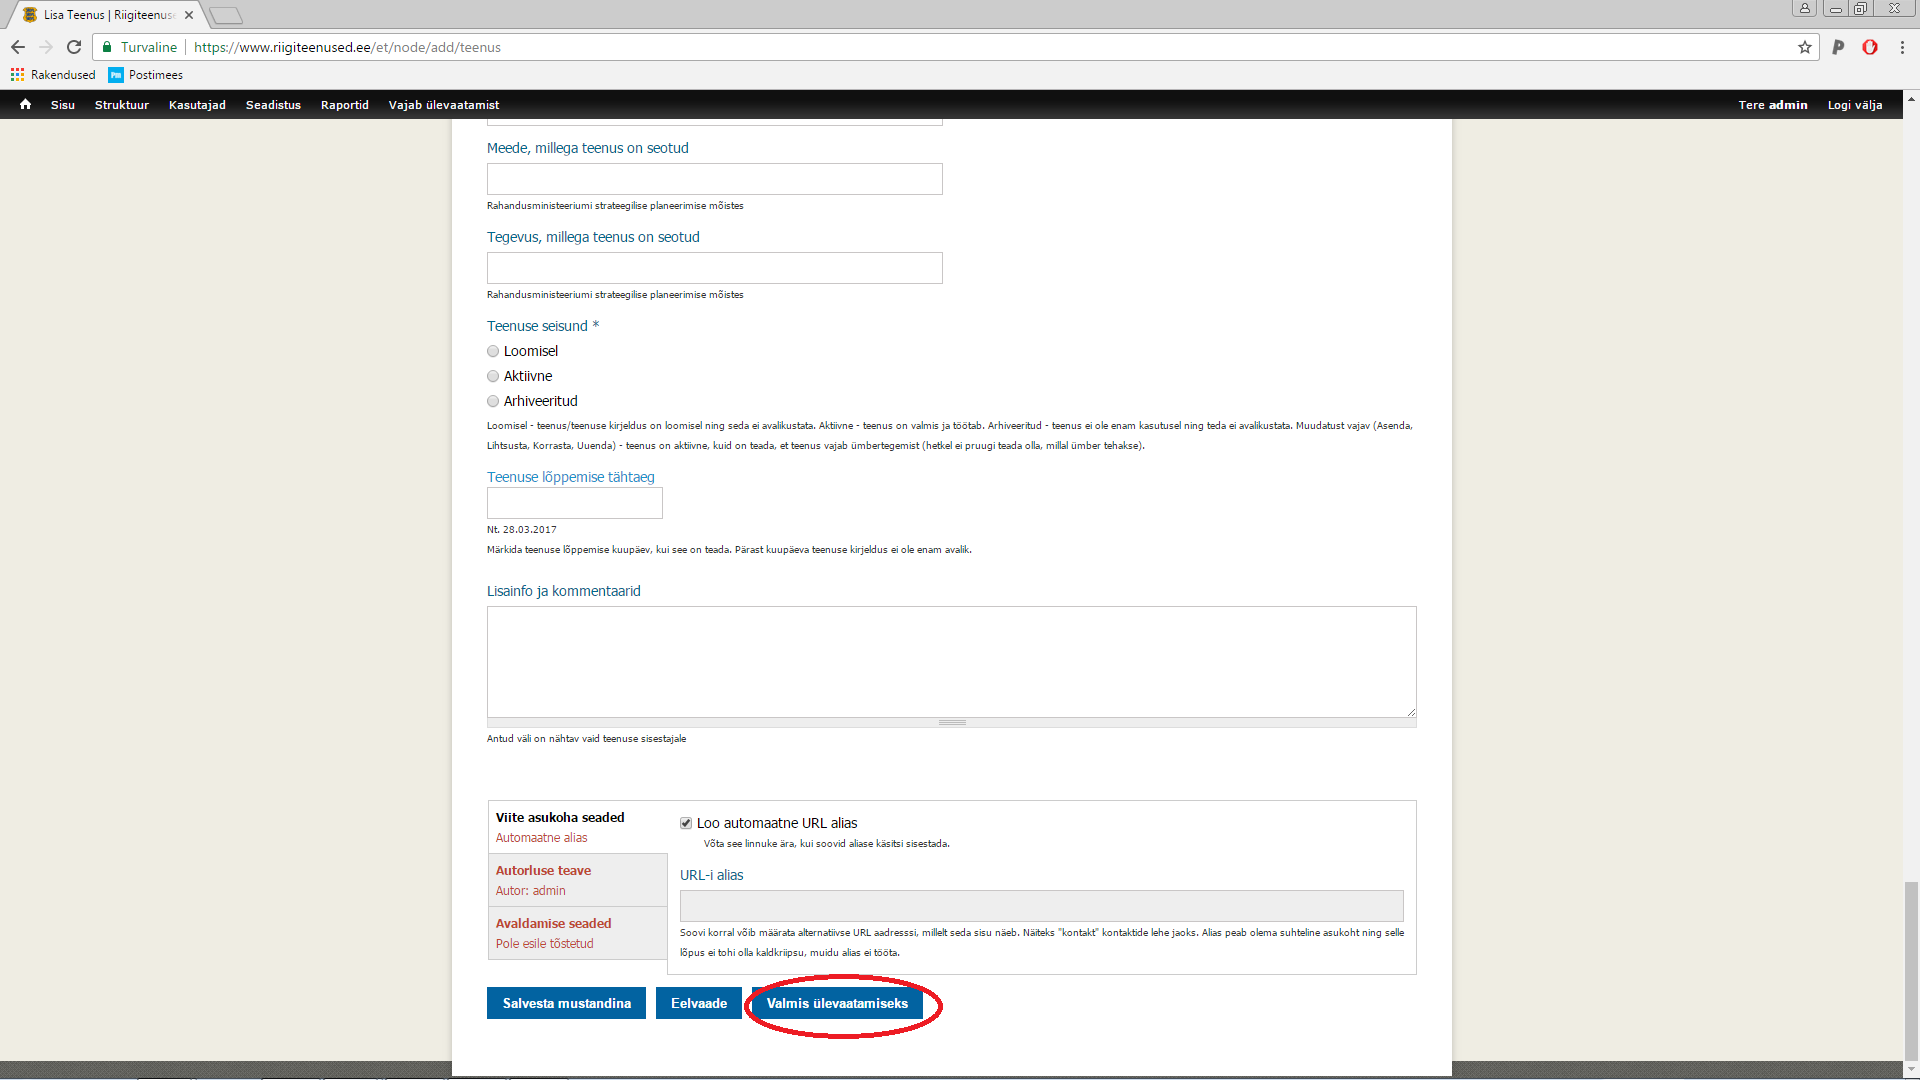 Lisa Teenus | Riigiteenuse
Turvaline
https://www.riigiteenused.ee/et/node/add/teenus
Rakendused
Pm Postimees
Sisu Struktuur Kasutajad Seadistus Raportid Vajab ülevaatamist Tere admin Logi välja
Meede, millega teenus on seotud
Rahandusministeeriumi strateegilise planeerimise mõistes
Tegevus, millega teenus on seotud
Rahandusministeeriumi strateegilise planeerimise mõistes
Teenuse seisund *
Loomisel
Aktiivne
Arhiveeritud
Loomisel - teenus/teenuse kirjeldus on loomisel ning seda ei avalikustata. Aktiivne - teenus on valmis ja töötab. Arhiveeritud - teenus ei ole enam kasutusel ning teda ei avalikustata. Muudatust vajav (Asenda,
Lihtsusta, Korrasta, Uuenda) - teenus on aktiivne, kuid on teada, et teenus vajab ümbertegemist (hetkel ei pruugi teada olla, millal ümber tehakse).
Teenuse lõppemise tähtaeg
Nt. 28.03.2017
Märkida teenuse lõppemise kuupäev, kui see on teada. Pärast kuupäeva teenuse kirjeldus ei ole enam avalik.
Lisainfo ja kommentaarid
Antud väli on nähtav vaid teenuse sisestajale
Viite asukoha seaded
Automaatne alias
Autorluse teave
Autor: admin
Avaldamise seaded
Pole esile tõstetud
Loo automaatne URL alias
Võta see linnuke ära, kui soovid aliase käsitsi sisestada.
URL-i alias
Soovi korral võib määrata alternatiivse URL aadresssi, millelt seda sisu näeb. Näiteks "kontakt" kontaktide lehe jaoks. Alias peab olema suhteline asukoht ning selle
lõpus ei tohi olla kaldkriipsu, muidu alias ei tööta.
Salvesta mustandina Eelvaade Valmis ülevaatamiseks